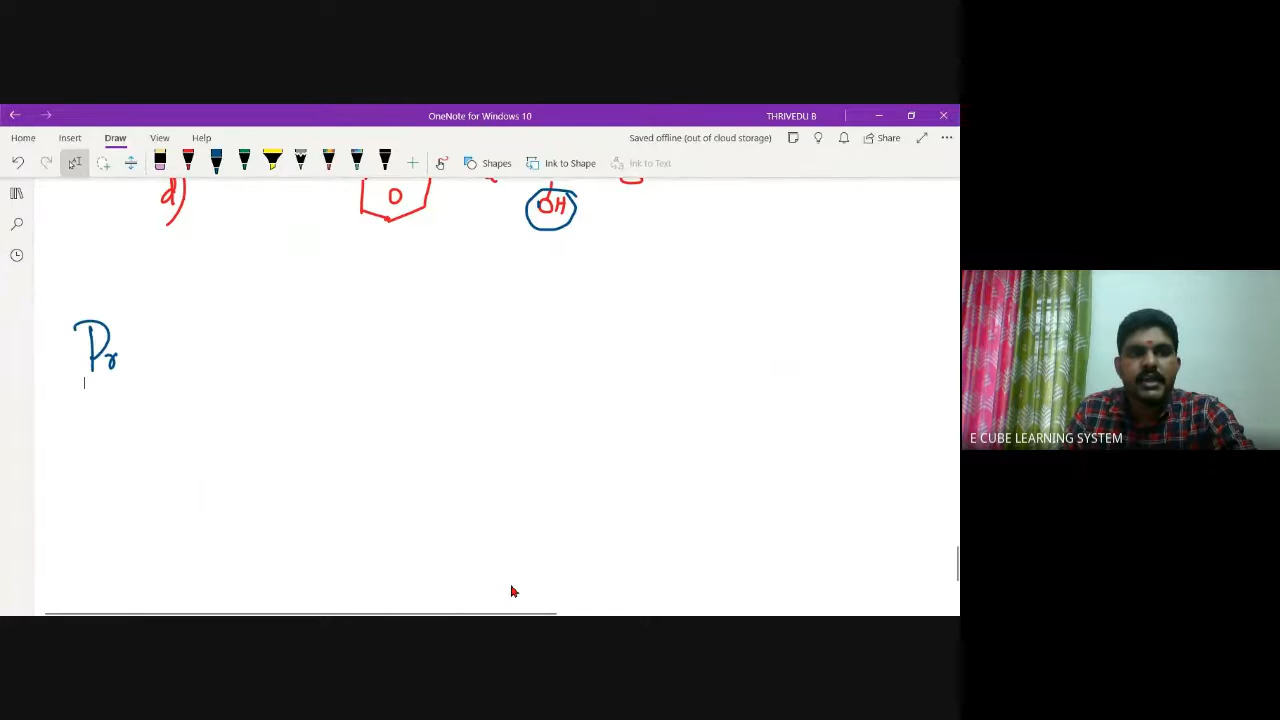 OneNote for Windows 10
THRIVEDU B
Home Insert Draw View Help
Saved offline (out of cloud storage)
Share
Shapes
Ink to Shape
Ink to Text
d)
OH
Pr
E CUBE LEARNING SYSTEM